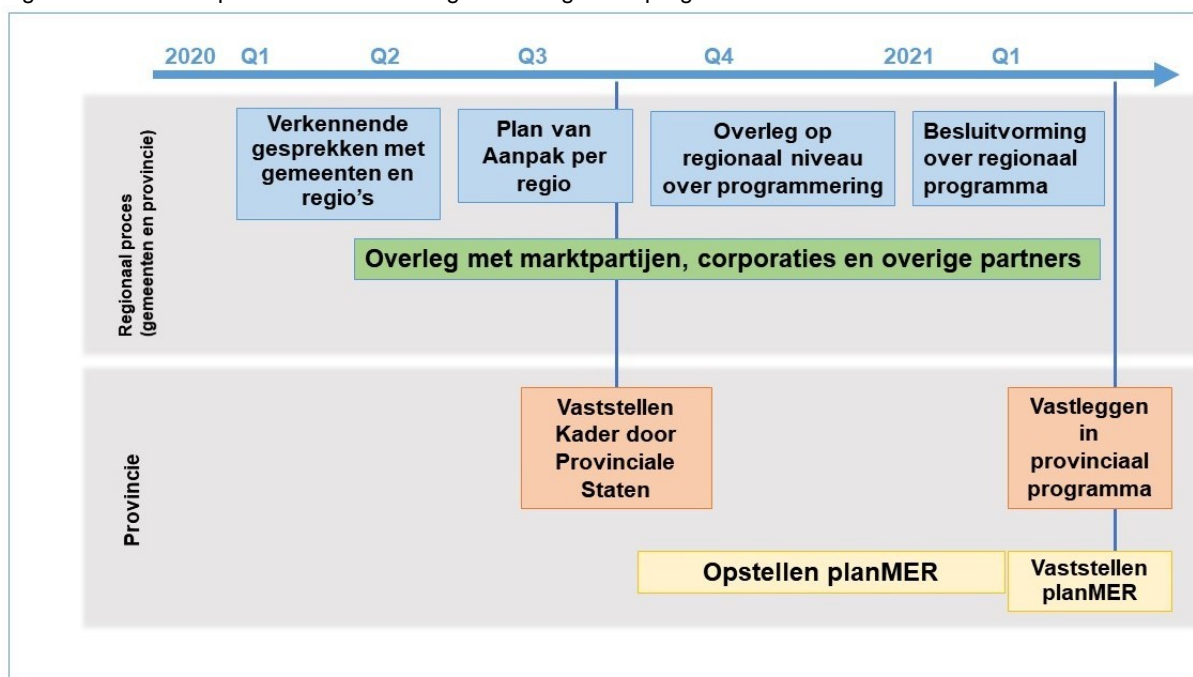 2020 Q1 Q2 Q3 Q4 2021 Q1
Regionaal proces
(gemeenten en provincie)
Verkennende
gesprekken met
gemeenten en
regio's
Plan van
Aanpak per
regio
Overleg op
regionaal niveau
over programmering
Besluitvorming
over regionaal
programma
Overleg met marktpartijen, corporaties en overige partners
Provincie
Vaststellen
Kader door
Provinciale
Staten
Vastleggen
in
provinciaal
programma
Opstellen planMER
Vaststellen
planMER